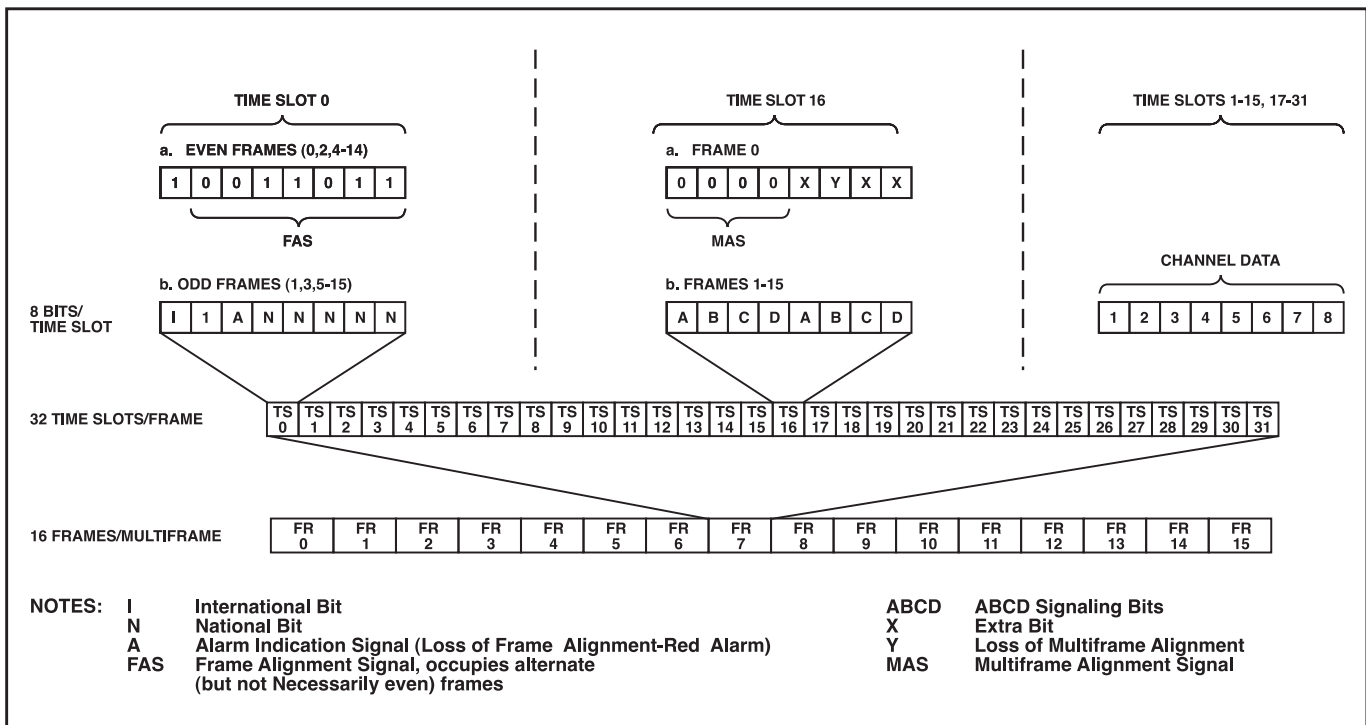 TIME SLOT 0
TIME SLOT 16
TIME SLOTS 1-15, 17-31
a. EVEN FRAMES (0,2,4-14)
a. FRAME 0
1 0 0 1 1 0 1 1
0 0 0 0 X Y X X
FAS
MAS
CHANNEL DATA
b. ODD FRAMES (1,3,5-15)
b. FRAMES 1-15
8 BITS/
TIME SLOT
I 1 A N N N N N
A B C D A B C D
1 2 3 4 5 6 7 8
32 TIME SLOTS/FRAME
TS TS TS TS TS TS TS TS TS TS TS TS TS TS TS TS TS TS TS TS TS TS TS TS TS TS TS TS TS TS TS TS
0 1 2 3 4 5 6 7 8 9 10 11 12 13 14 15 16 17 18 19 20 21 22 23 24 25 26 27 28 29 30 31
16 FRAMES/MULTIFRAME
FR FR FR FR FR FR FR FR FR FR FR FR FR FR FR FR
0 1 2 3 4 5 6 7 8 9 10 11 12 13 14 15
NOTES: I International Bit
N National Bit
A Alarm Indication Signal (Loss of Frame Alignment-Red Alarm)
FAS Frame Alignment Signal, occupies alternate
(but not Necessarily even) frames
ABCD ABCD Signaling Bits
X Extra Bit
Y Loss of Multiframe Alignment
MAS Multiframe Alignment Signal